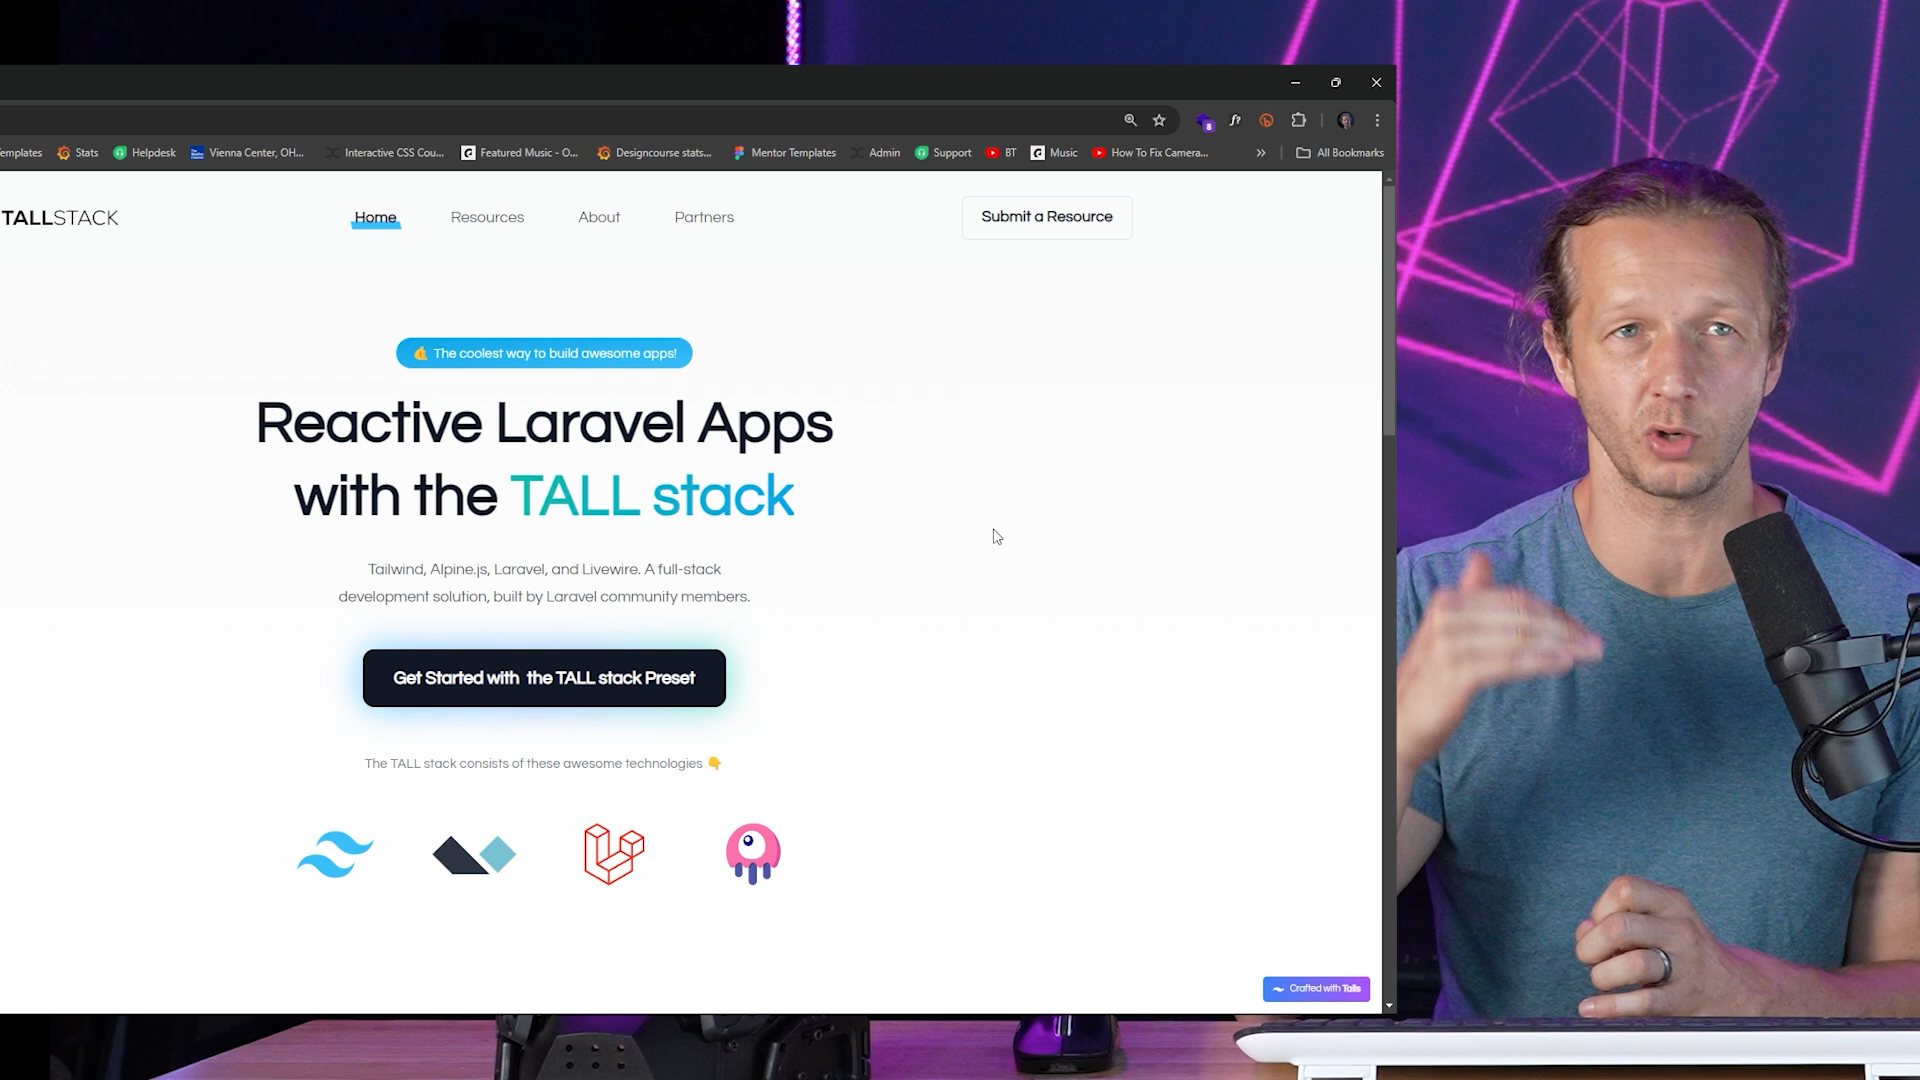 emplates Stats Helpdesk Vienna Center, OH... Interactive CSS Cou... Featured Music - O... Designcourse stats... Mentor Templates Admin Support BT Music How To Fix Camera... » All Bookmarks
TALLSTACK Home Resources About Partners Submit a Resource
👍 The coolest way to build awesome apps!
Reactive Laravel Apps
with the TALL stack
Tailwind, Alpine.js, Laravel, and Livewire. A full-stack
development solution, built by Laravel community members.
Get Started with the TALL stack Preset
The TALL stack consists of these awesome technologies 👇
Crafted with Tails